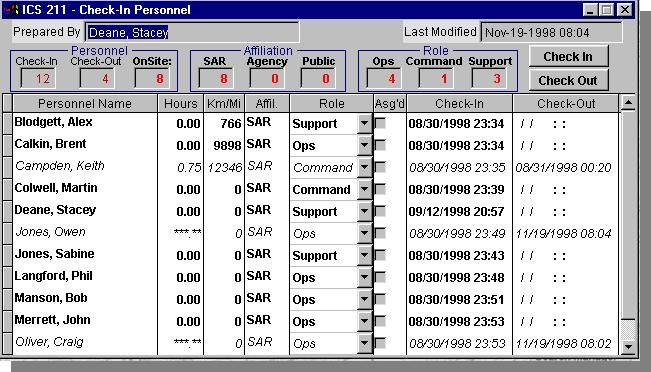 ICS 211 - Check-In Personnel
Prepared By Deane, Stacey Last Modified Nov-19-1998 08:04
Personnel Affiliation Role Check In
Check-In Check-Out OnSite: SAR Agency Public Ops Command Support
12 4 8 8 0 0 4 1 3 Check Out
Personnel Name Hours Km/Mi Affil. Role Asg'd Check-In Check-Out
Blodgett, Alex 0.00 766 SAR Support 08/30/1998 23:34 / / : :
Calkin, Brent 0.00 9898 SAR Ops 08/30/1998 23:34 / / : :
Campden, Keith 0.75 12346 SAR Command 08/30/1998 23:35 08/31/1998 00:20
Colwell, Martin 0.00 0 SAR Command 08/30/1998 23:39 / / : :
Deane, Stacey 0.00 0 SAR Support 09/12/1998 20:57 / / : :
Jones, Owen ***.** 0 SAR Ops 08/30/1998 23:49 11/19/1998 08:04
Jones, Sabine 0.00 0 SAR Support 08/30/1998 23:43 / / : :
Langford, Phil 0.00 0 SAR Ops 08/30/1998 23:48 / / : :
Manson, Bob 0.00 0 SAR Ops 08/30/1998 23:51 / / : :
Merrett, John 0.00 0 SAR Ops 08/30/1998 23:53 / / : :
Oliver, Craig ***.** 0 SAR Ops 08/30/1998 23:53 11/19/1998 08:02